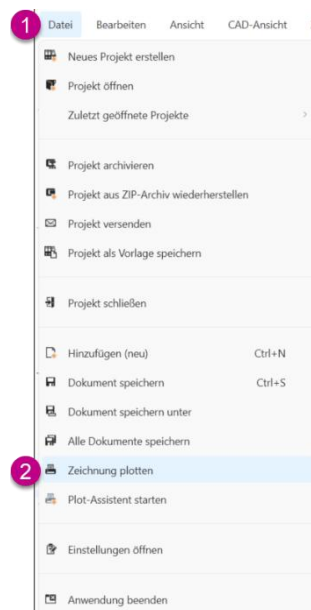 1 Datei Bearbeiten Ansicht CAD-Ansicht
Neues Projekt erstellen
Projekt öffnen
Zuletzt geöffnete Projekte
Projekt archivieren
Projekt aus ZIP-Archiv wiederherstellen
Projekt versenden
Projekt als Vorlage speichern
Projekt schließen
Hinzufügen (neu) Ctrl+N
Dokument speichern Ctrl+S
Dokument speichern unter
Alle Dokumente speichern
2 Zeichnung plotten
Plot-Assistent starten
Einstellungen öffnen
Anwendung beenden